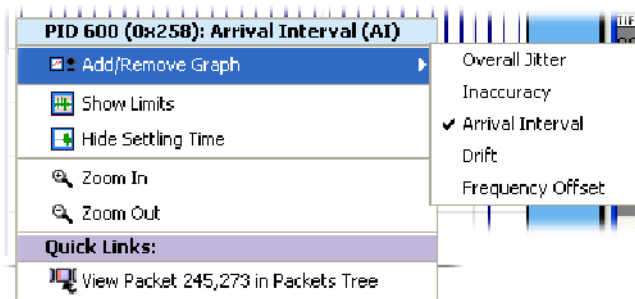 PID 600 (0x258): Arrival Interval (AI)
Add/Remove Graph
Show Limits
Hide Settling Time
Zoom In
Zoom Out
Quick Links:
View Packet 245,273 in Packets Tree
Overall Jitter
Inaccuracy
Arrival Interval
Drift
Frequency Offset